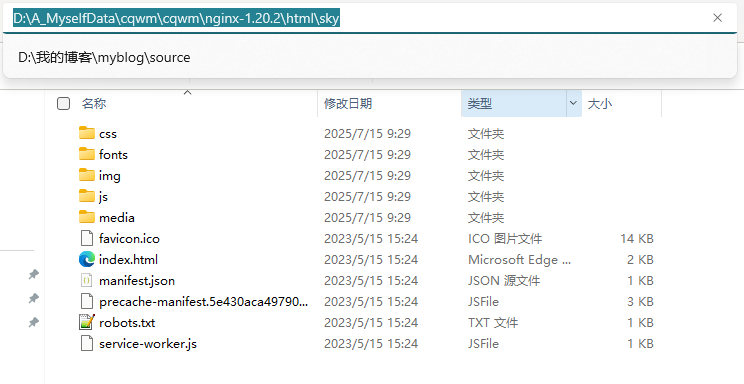 D:\A_MyselfData\cqwm\cqwm\nginx-1.20.2\html\sky
D:\我的博客\myblog\source
名称 修改日期 类型 大小
css 2025/7/15 9:29 文件夹
fonts 2025/7/15 9:29 文件夹
img 2025/7/15 9:29 文件夹
js 2025/7/15 9:29 文件夹
media 2025/7/15 9:29 文件夹
favicon.ico 2023/5/15 15:24 ICO 图片文件 14 KB
index.html 2023/5/15 15:24 Microsoft Edge ... 2 KB
manifest.json 2023/5/15 15:24 JSON 源文件 1 KB
precache-manifest.5e430aca49790... 2023/5/15 15:24 JSFile 3 KB
robots.txt 2023/5/15 15:24 TXT 文件 1 KB
service-worker.js 2023/5/15 15:24 JSFile 1 KB